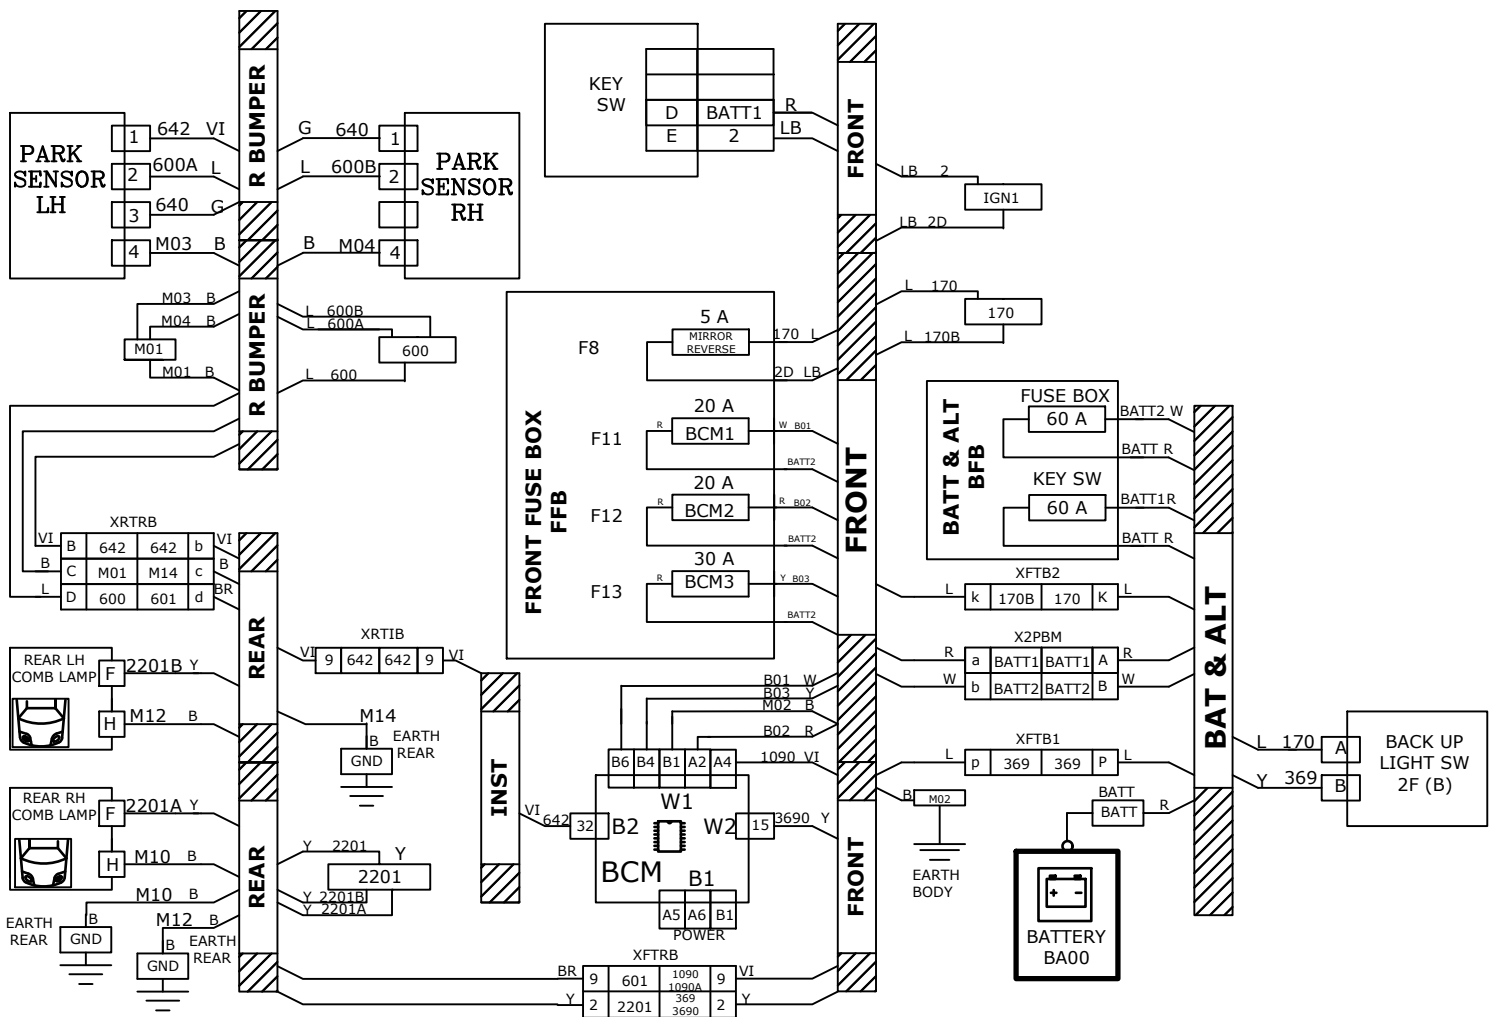 R BUMPER
PARK
SENSOR
LH
1
642 VI
2
600A L
3
640 G
4
M03 B
G 640
1
L 600B
2
B M04
4
PARK
SENSOR
RH
M03 B
M04 B
M01
M01 B
R BUMPER
L 600B
L 600A
600
L 600
XRTRB
VI B 642 642 b VI
B C M01 M14 c B
L D 600 601 d BR
REAR
REAR LH
COMB LAMP
F
2201B Y
H
M12 B
XRTIB
VI 9 642 642 9 VI
M14
B
GND
EARTH
REAR
REAR RH
COMB LAMP
F
2201A Y
H
M10 B
M10 B
EARTH
REAR
B
GND
M12 B
B
GND
EARTH
REAR
REAR
Y 2201
Y
2201
Y 2201B
Y 2201A
INST
VI
642
KEY
SW
D BATT1 R
E 2 LB
FRONT
LB 2
IGN1
LB 2D
L 170
170
L 170B
FRONT FUSE BOX
FFB
F8
5 A
MIRROR
REVERSE
170 L
2D LB
F11
20 A
R
BCM1
W B01
BATT2
F12
20 A
R
BCM2
R B02
BATT2
F13
30 A
R
BCM3
Y B03
BATT2
FRONT
BATT & ALT
BFB
FUSE BOX
60 A
BATT2 W
BATT R
KEY SW
60 A
BATT1R
BATT R
XFTB2
L k 170B 170 K L
X2PBM
R a BATT1 BATT1 A R
W b BATT2 BATT2 B W
XFTB1
L p 369 369 P L
BAT & ALT
B01 W
B03 Y
M02 B
B02 R
B6 B4 B1 A2 A4
1090 VI
W1
32
B2
W2
15
3690 Y
BCM
B1
A5 A6 B1
POWER
FRONT
B
M02
EARTH
BODY
BATT
BATT
R
+ -
BATTERY
BA00
L 170
A
Y 369
B
BACK UP
LIGHT SW
2F (B)
XFTRB
BR 9 601 1090
1090A 9 VI
Y 2 2201 369
3690 2 Y